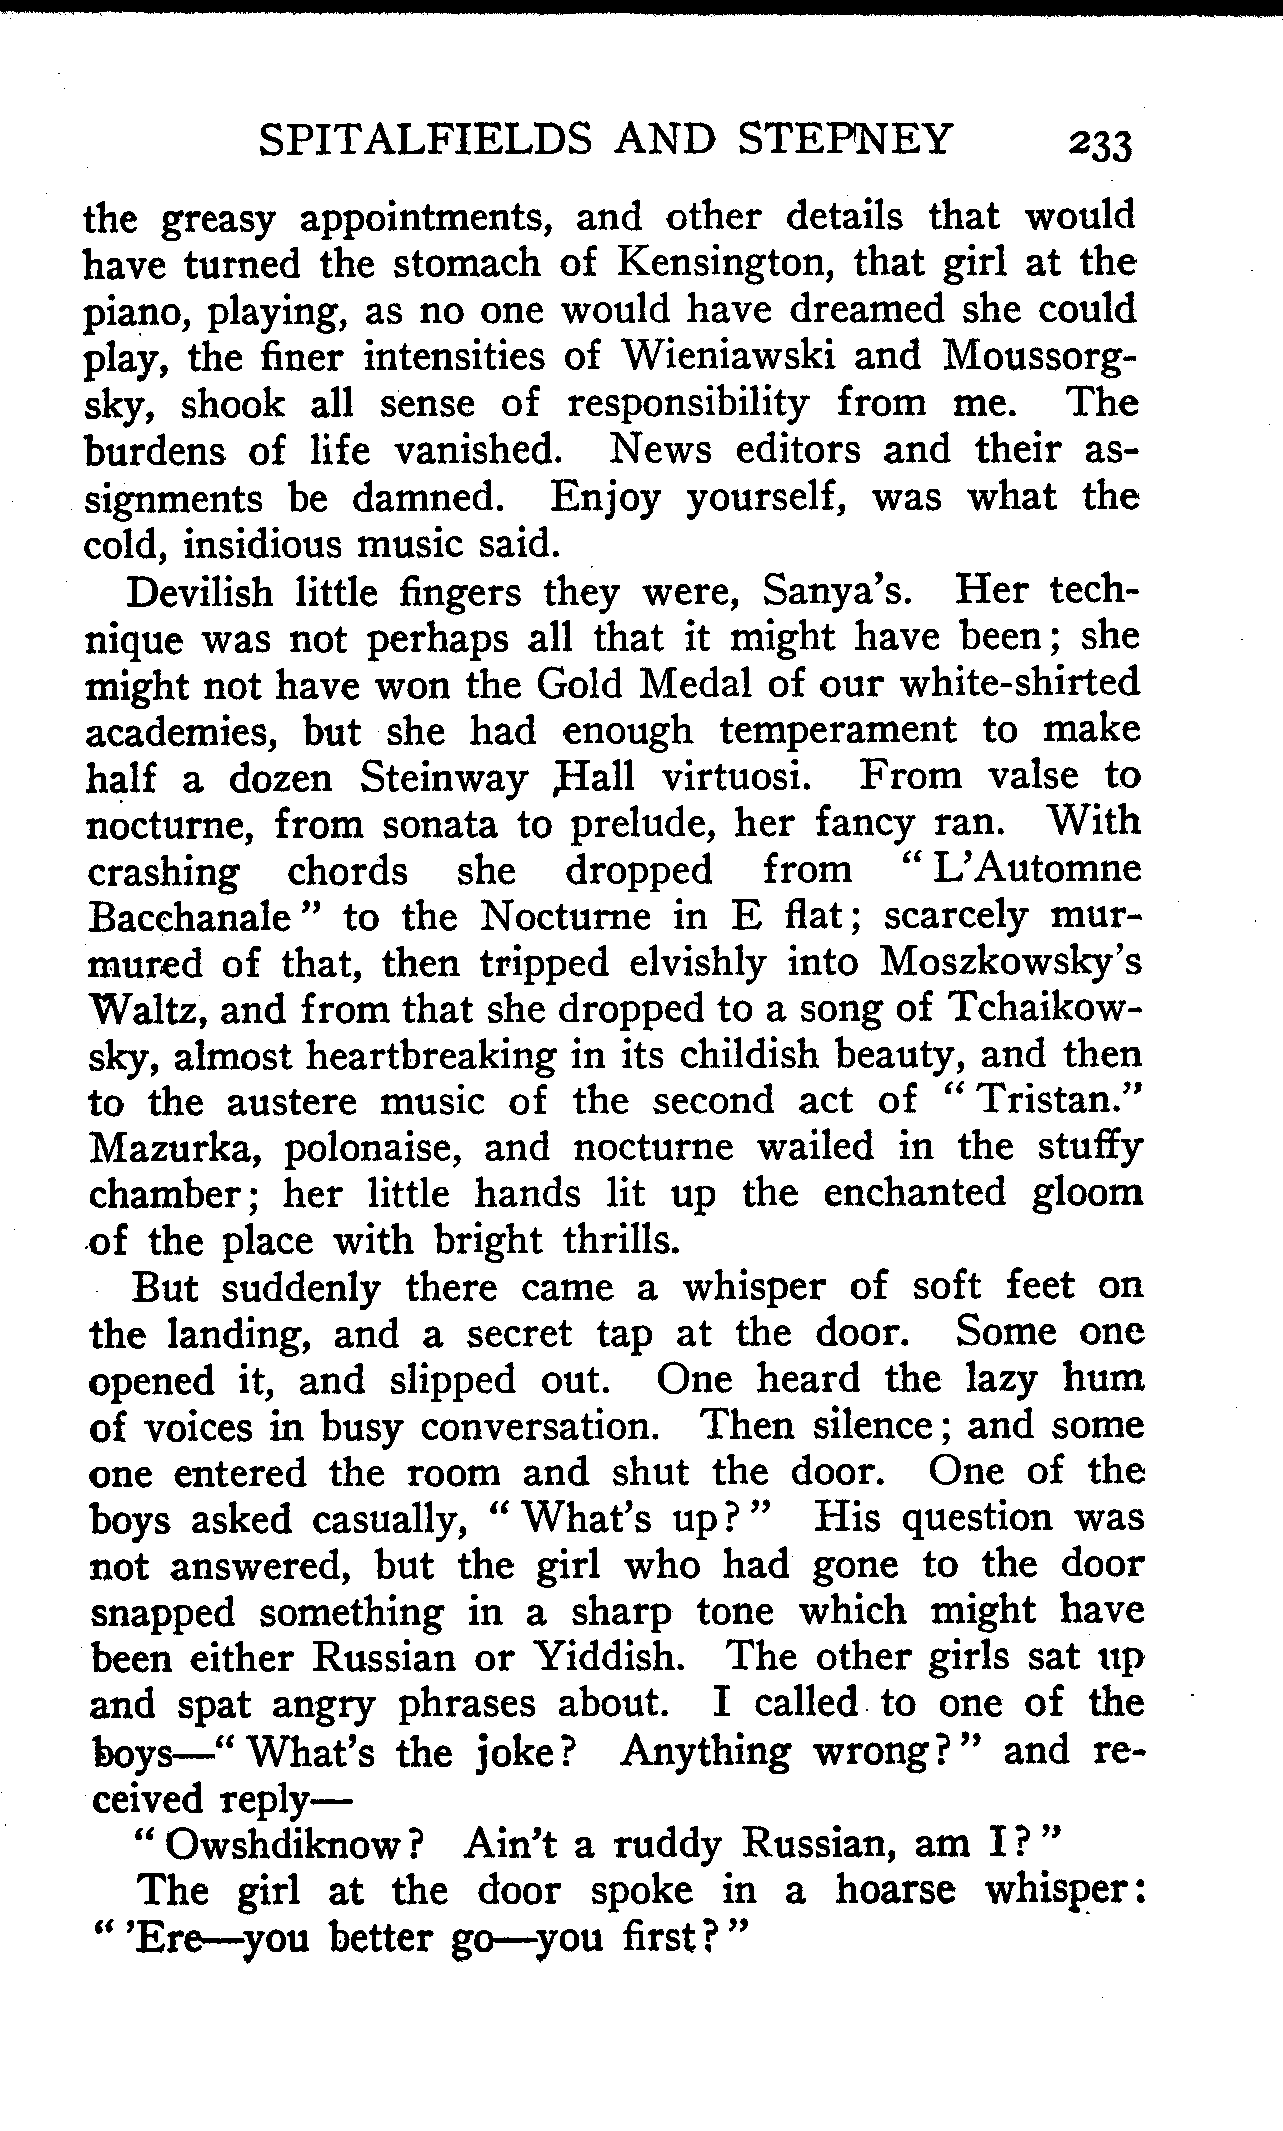 SPITALFIELDS AND STEPNEY 233
the greasy appointments, and other details that would
have turned the stomach of Kensington, that girl at the
piano, playing, as no one would have dreamed she could
play, the finer intensities of Wieniawski and Moussorg-
sky, shook all sense of responsibility from me. The
burdens of life vanished. News editors and their as-
signments be damned. Enjoy yourself, was what the
cold, insidious music said.
Devilish little fingers they were, Sanya's. Her tech-
nique was not perhaps all that it might have been; she
might not have won the Gold Medal of our white-shirted
academies, but she had enough temperament to make
half a dozen Steinway Hall virtuosi. From valse to
nocturne, from sonata to prelude, her fancy ran. With
crashing chords she dropped from "L'Automne
Bacchanale" to the Nocturne in E flat; scarcely mur-
mured of that, then tripped elvishly into Moszkowsky's
Waltz, and from that she dropped to a song of Tchaikow-
sky, almost heartbreaking in its childish beauty, and then
to the austere music of the second act of "Tristan."
Mazurka, polonaise, and nocturne wailed in the stuffy
chamber; her little hands lit up the enchanted gloom
of the place with bright thrills.
But suddenly there came a whisper of soft feet on
the landing, and a secret tap at the door. Some one
opened it, and slipped out. One heard the lazy hum
of voices in busy conversation. Then silence; and some
one entered the room and shut the door. One of the
boys asked casually, "What's up?" His question was
not answered, but the girl who had gone to the door
snapped something in a sharp tone which might have
been either Russian or Yiddish. The other girls sat up
and spat angry phrases about. I called to one of the
boys—"What's the joke? Anything wrong?" and re-
ceived reply—
"Owshdiknow? Ain't a ruddy Russian, am I?"
The girl at the door spoke in a hoarse whisper:
"'Ere—you better go—you first?"